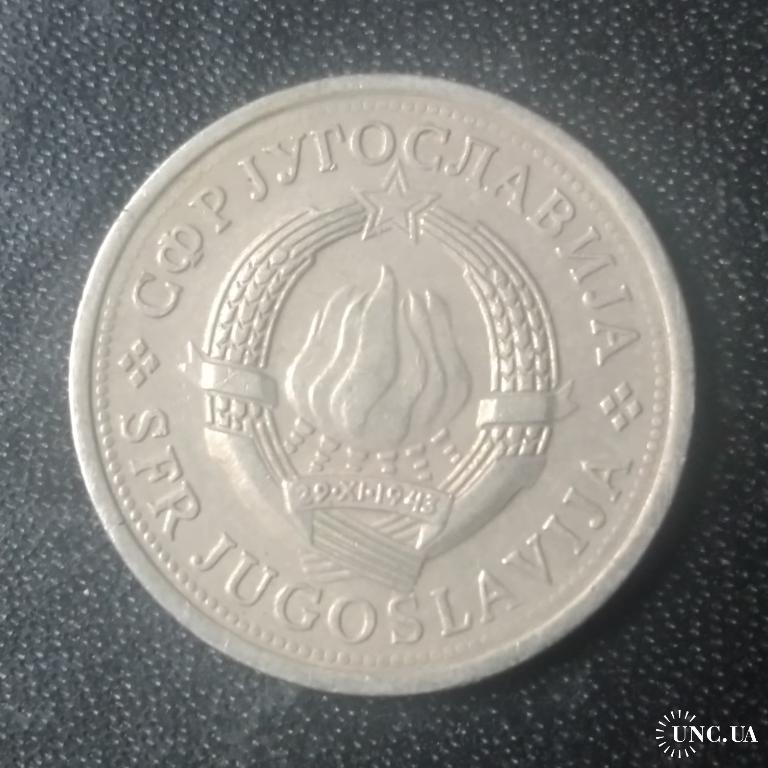 СФР ЈУГОСЛАВИЈА
29·XI·1943
SFR JUGOSLAVIJA
UNC.UA